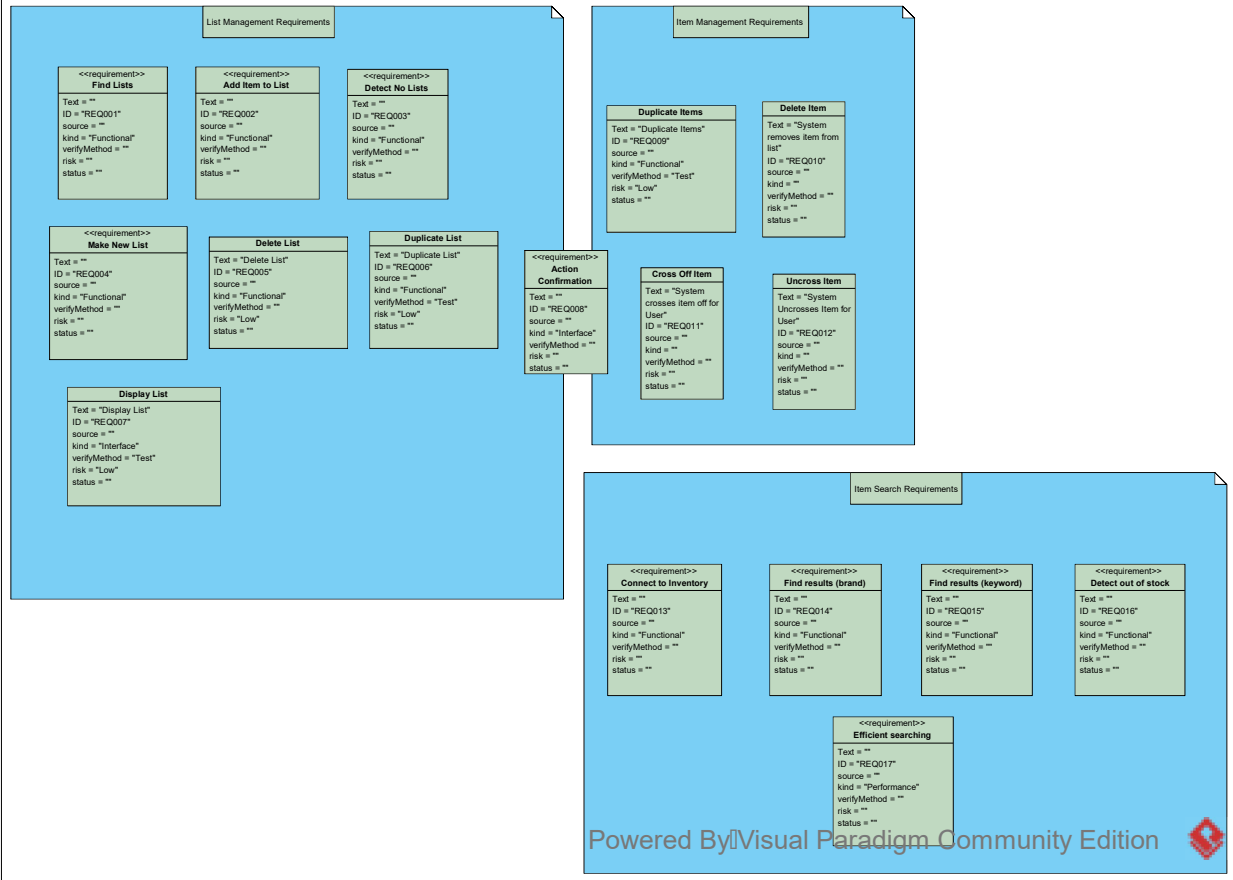 List Management Requirements
<<requirement>>
Find Lists
Text = ""
ID = "REQ001"
source = ""
kind = "Functional"
verifyMethod = ""
risk = ""
status = ""
<<requirement>>
Add Item to List
Text = ""
ID = "REQ002"
source = ""
kind = "Functional"
verifyMethod = ""
risk = ""
status = ""
<<requirement>>
Detect No Lists
Text = ""
ID = "REQ003"
source = ""
kind = "Functional"
verifyMethod = ""
risk = ""
status = ""
<<requirement>>
Make New List
Text = ""
ID = "REQ004"
source = ""
kind = "Functional"
verifyMethod = ""
risk = ""
status = ""
Delete List
Text = "Delete List"
ID = "REQ005"
source = ""
kind = "Functional"
verifyMethod = ""
risk = "Low"
status = ""
Duplicate List
Text = "Duplicate List"
ID = "REQ006"
source = ""
kind = "Functional"
verifyMethod = "Test"
risk = "Low"
status = ""
Display List
Text = "Display List"
ID = "REQ007"
source = ""
kind = "Interface"
verifyMethod = "Test"
risk = "Low"
status = ""
<<requirement>>
Action
Confirmation
Text = ""
ID = "REQ008"
source = ""
kind = "Interface"
verifyMethod = ""
risk = ""
status = ""
Item Management Requirements
Duplicate Items
Text = "Duplicate Items"
ID = "REQ009"
source = ""
kind = "Functional"
verifyMethod = "Test"
risk = "Low"
status = ""
Delete Item
Text = "System
removes item from
list"
ID = "REQ010"
source = ""
kind = ""
verifyMethod = ""
risk = ""
status = ""
Cross Off Item
Text = "System
crosses item off for
User"
ID = "REQ011"
source = ""
kind = ""
verifyMethod = ""
risk = ""
status = ""
Uncross Item
Text = "System
Uncrosses Item for
User"
ID = "REQ012"
source = ""
kind = ""
verifyMethod = ""
risk = ""
status = ""
Item Search Requirements
<<requirement>>
Connect to Inventory
Text = ""
ID = "REQ013"
source = ""
kind = "Functional"
verifyMethod = ""
risk = ""
status = ""
<<requirement>>
Find results (brand)
Text = ""
ID = "REQ014"
source = ""
kind = "Functional"
verifyMethod = ""
risk = ""
status = ""
<<requirement>>
Find results (keyword)
Text = ""
ID = "REQ015"
source = ""
kind = "Functional"
verifyMethod = ""
risk = ""
status = ""
<<requirement>>
Detect out of stock
Text = ""
ID = "REQ016"
source = ""
kind = "Functional"
verifyMethod = ""
risk = ""
status = ""
<<requirement>>
Efficient searching
Text = ""
ID = "REQ017"
source = ""
kind = "Performance"
verifyMethod = ""
risk = ""
status = ""
Powered By Visual Paradigm Community Edition